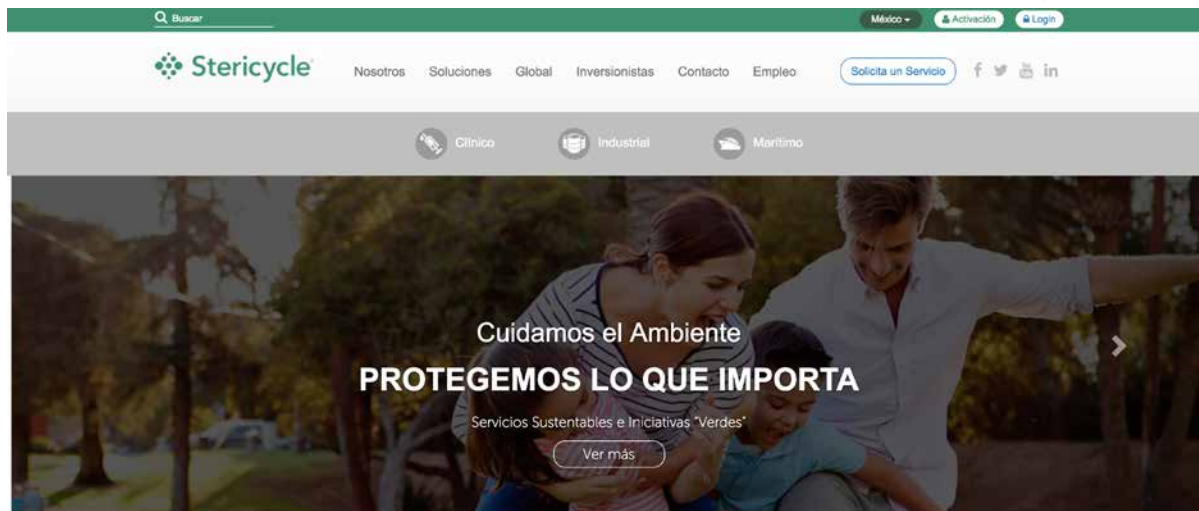 Buscar
México
Activación
Login
Stericycle
Nosotros
Soluciones
Global
Inversionistas
Contacto
Empleo
Solicita un Servicio
Clínico
Industrial
Marítimo
Cuidamos el Ambiente
PROTEGEMOS LO QUE IMPORTA
Servicios Sustentables e Iniciativas "Verdes"
Ver más